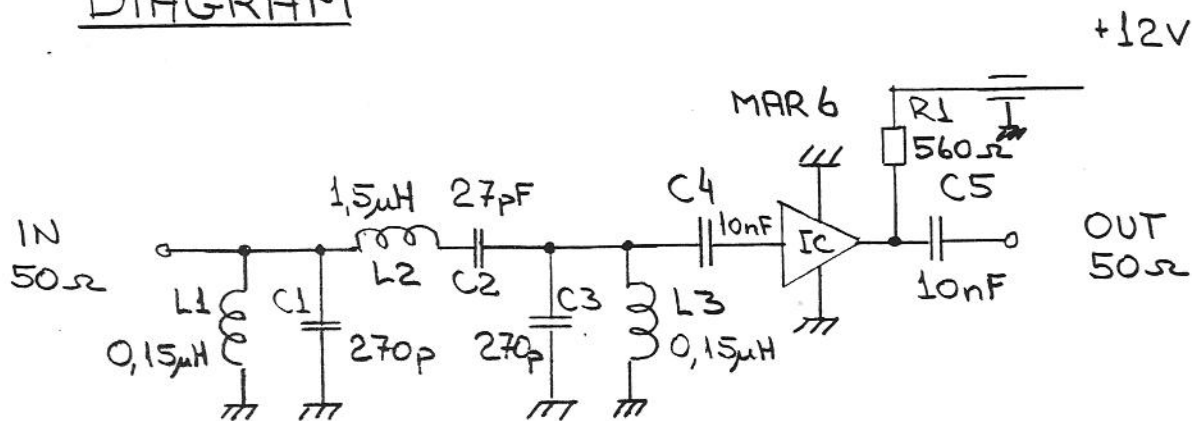 DIAGRAM
+12V
MAR 6
R1
560Ω
1,5µH
27pF
C4
C5
IN
50Ω
10nF
IC
OUT
50Ω
L2
C2
10nF
L1
C1
C3
L3
0,15µH
270p
270p
0,15µH